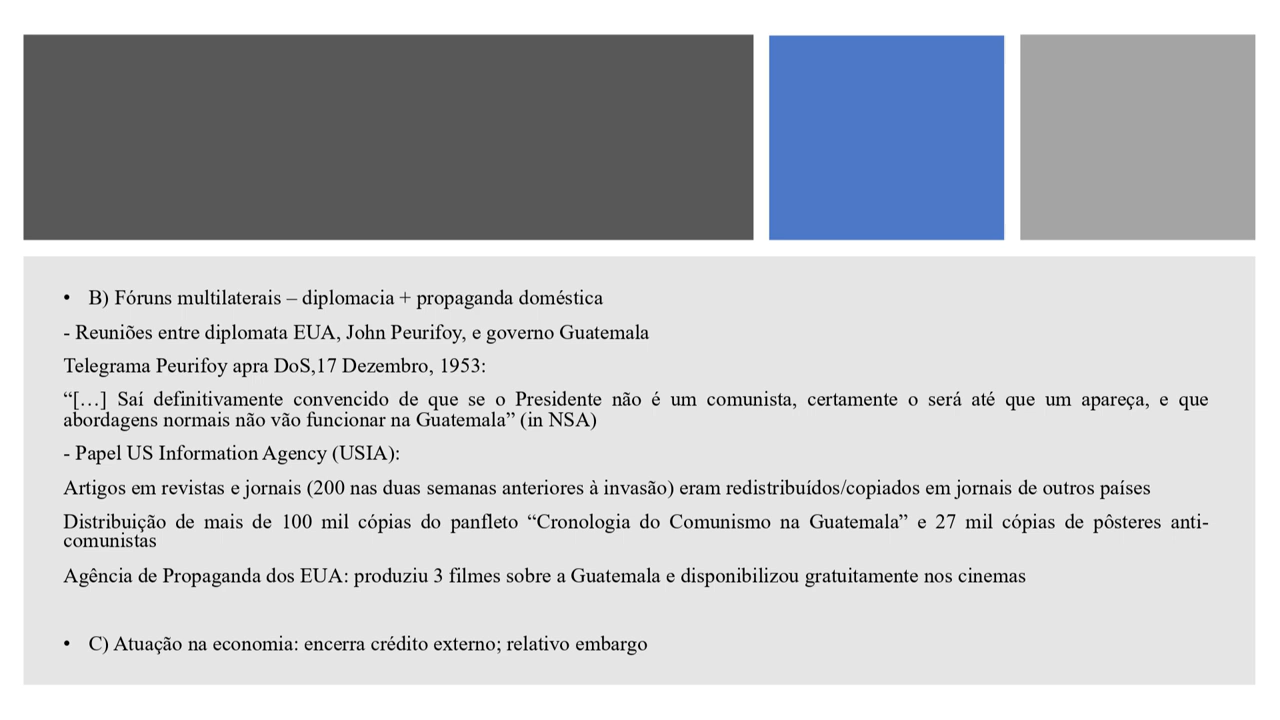 • B) Fóruns multilaterais – diplomacia + propaganda doméstica
- Reuniões entre diplomata EUA, John Peurifoy, e governo Guatemala
Telegrama Peurifoy apra DoS,17 Dezembro, 1953:
“[…] Saí definitivamente convencido de que se o Presidente não é um comunista, certamente o será até que um apareça, e que
abordagens normais não vão funcionar na Guatemala” (in NSA)
- Papel US Information Agency (USIA):
Artigos em revistas e jornais (200 nas duas semanas anteriores à invasão) eram redistribuídos/copiados em jornais de outros países
Distribuição de mais de 100 mil cópias do panfleto “Cronologia do Comunismo na Guatemala” e 27 mil cópias de pôsteres anti-
comunistas
Agência de Propaganda dos EUA: produziu 3 filmes sobre a Guatemala e disponibilizou gratuitamente nos cinemas
• C) Atuação na economia: encerra crédito externo; relativo embargo